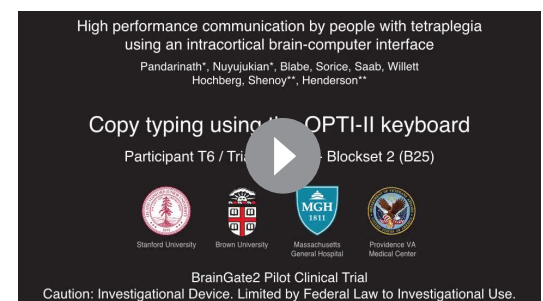 High performance communication by people with tetraplegia
using an intracortical brain-computer interface
Pandarinath*, Nuyujukian*, Blabe, Sorice, Saab, Willett
Hochberg, Shenoy**, Henderson**
Copy typing using the OPTI-II keyboard
Participant T6 / Blockset 2 (B25)
MGH
1811
Stanford University
Brown University
Massachusetts
General Hospital
Providence VA
Medical Center
BrainGate2 Pilot Clinical Trial
Caution: Investigational Device. Limited by Federal Law to Investigational Use.